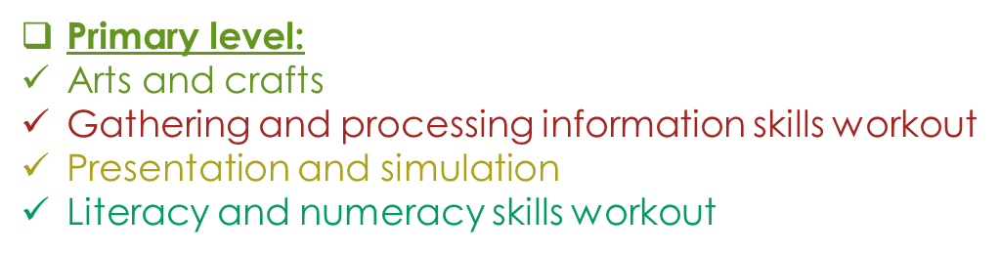 ❑ Primary level:
✓ Arts and crafts
✓ Gathering and processing information skills workout
✓ Presentation and simulation
✓ Literacy and numeracy skills workout